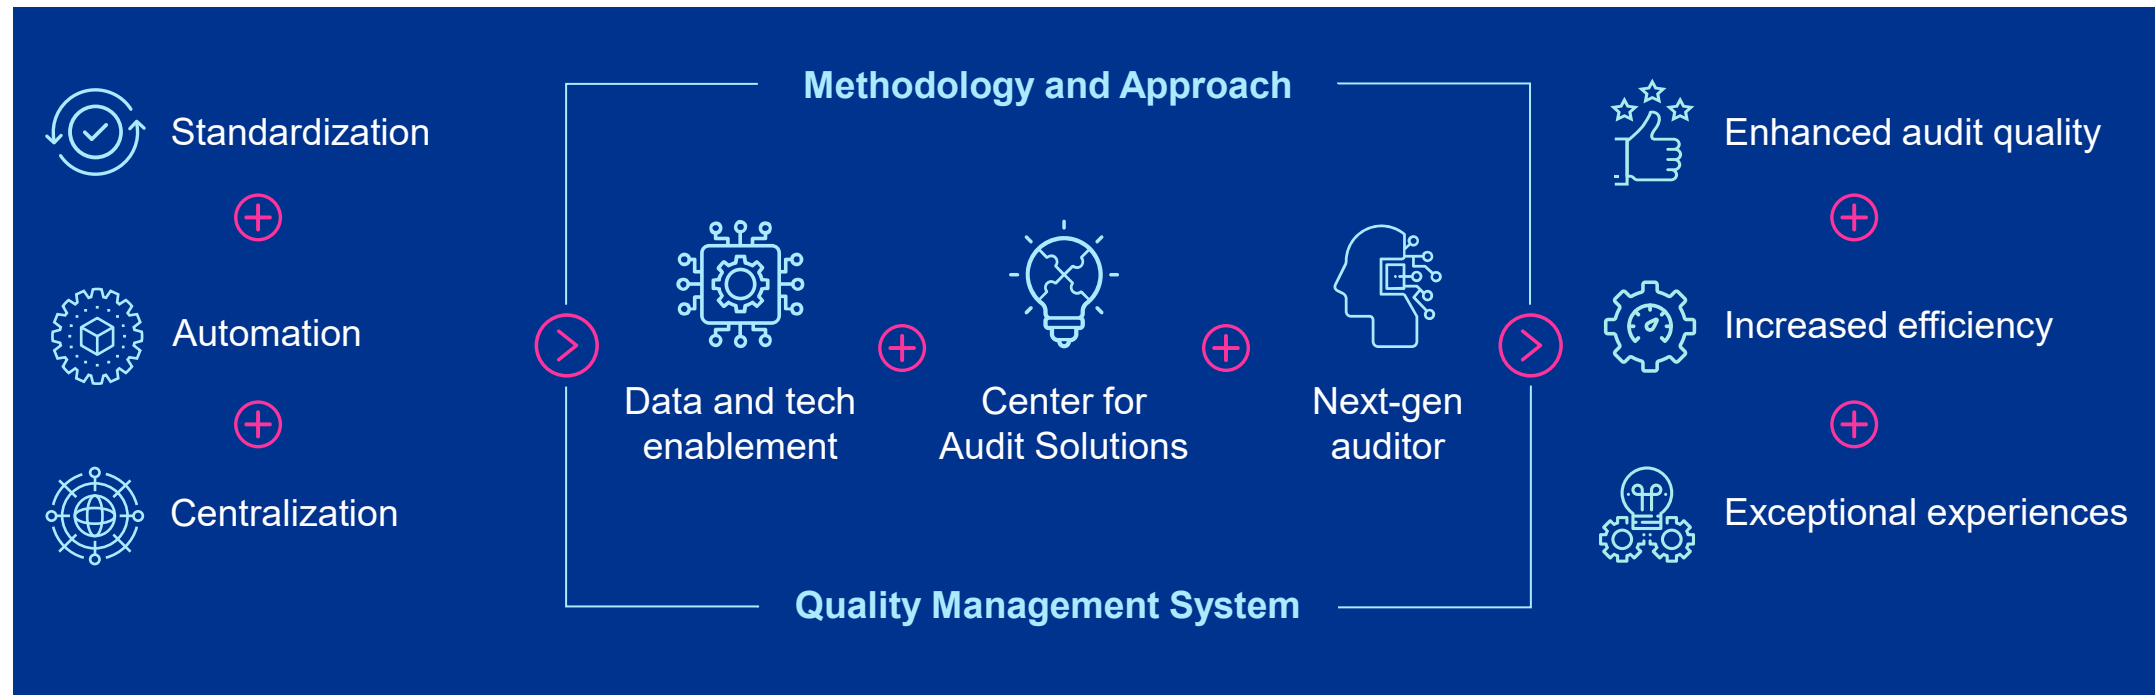 Standardization
Automation
Centralization
Methodology and Approach
Data and tech
enablement
Center for
Audit Solutions
Next-gen
auditor
Quality Management System
Enhanced audit quality
Increased efficiency
Exceptional experiences